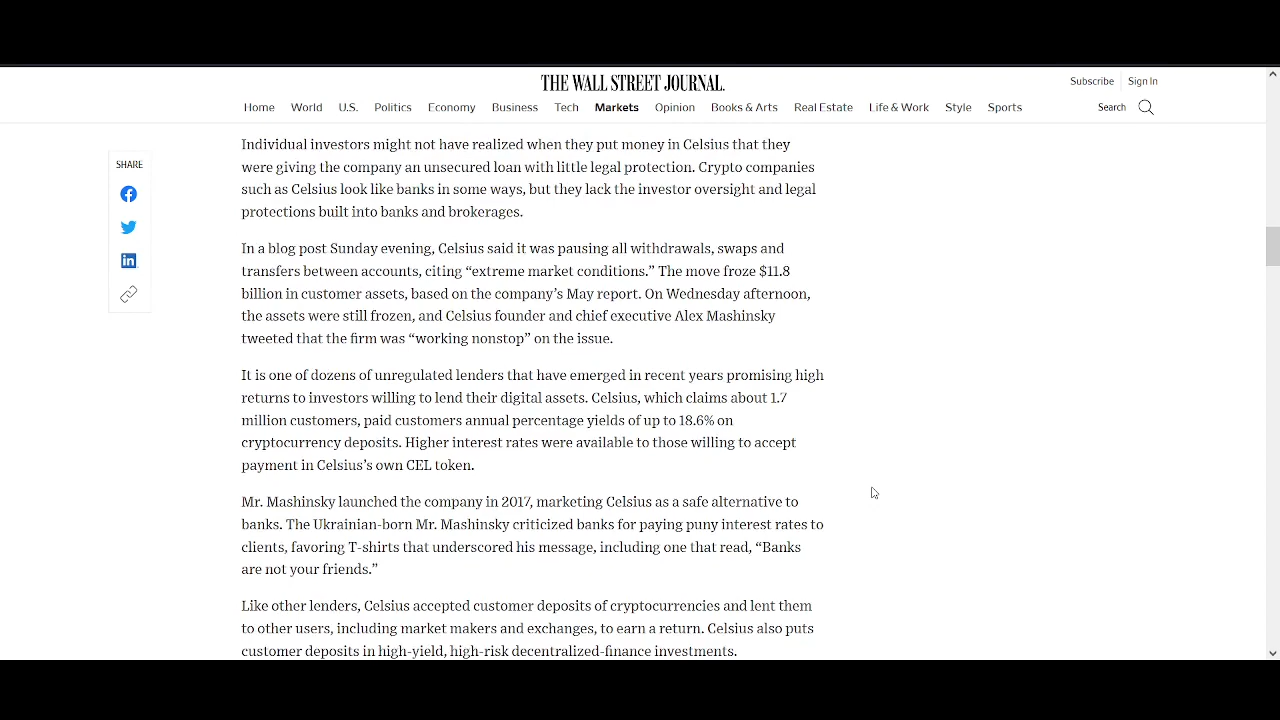 THE WALL STREET JOURNAL.
Subscribe Sign In
Home World U.S. Politics Economy Business Tech Markets Opinion Books & Arts Real Estate Life & Work Style Sports Search
SHARE
Individual investors might not have realized when they put money in Celsius that they
were giving the company an unsecured loan with little legal protection. Crypto companies
such as Celsius look like banks in some ways, but they lack the investor oversight and legal
protections built into banks and brokerages.
In a blog post Sunday evening, Celsius said it was pausing all withdrawals, swaps and
transfers between accounts, citing “extreme market conditions.” The move froze $11.8
billion in customer assets, based on the company’s May report. On Wednesday afternoon,
the assets were still frozen, and Celsius founder and chief executive Alex Mashinsky
tweeted that the firm was “working nonstop” on the issue.
It is one of dozens of unregulated lenders that have emerged in recent years promising high
returns to investors willing to lend their digital assets. Celsius, which claims about 1.7
million customers, paid customers annual percentage yields of up to 18.6% on
cryptocurrency deposits. Higher interest rates were available to those willing to accept
payment in Celsius’s own CEL token.
Mr. Mashinsky launched the company in 2017, marketing Celsius as a safe alternative to
banks. The Ukrainian-born Mr. Mashinsky criticized banks for paying puny interest rates to
clients, favoring T-shirts that underscored his message, including one that read, “Banks
are not your friends.”
Like other lenders, Celsius accepted customer deposits of cryptocurrencies and lent them
to other users, including market makers and exchanges, to earn a return. Celsius also puts
customer deposits in high-yield, high-risk decentralized-finance investments.